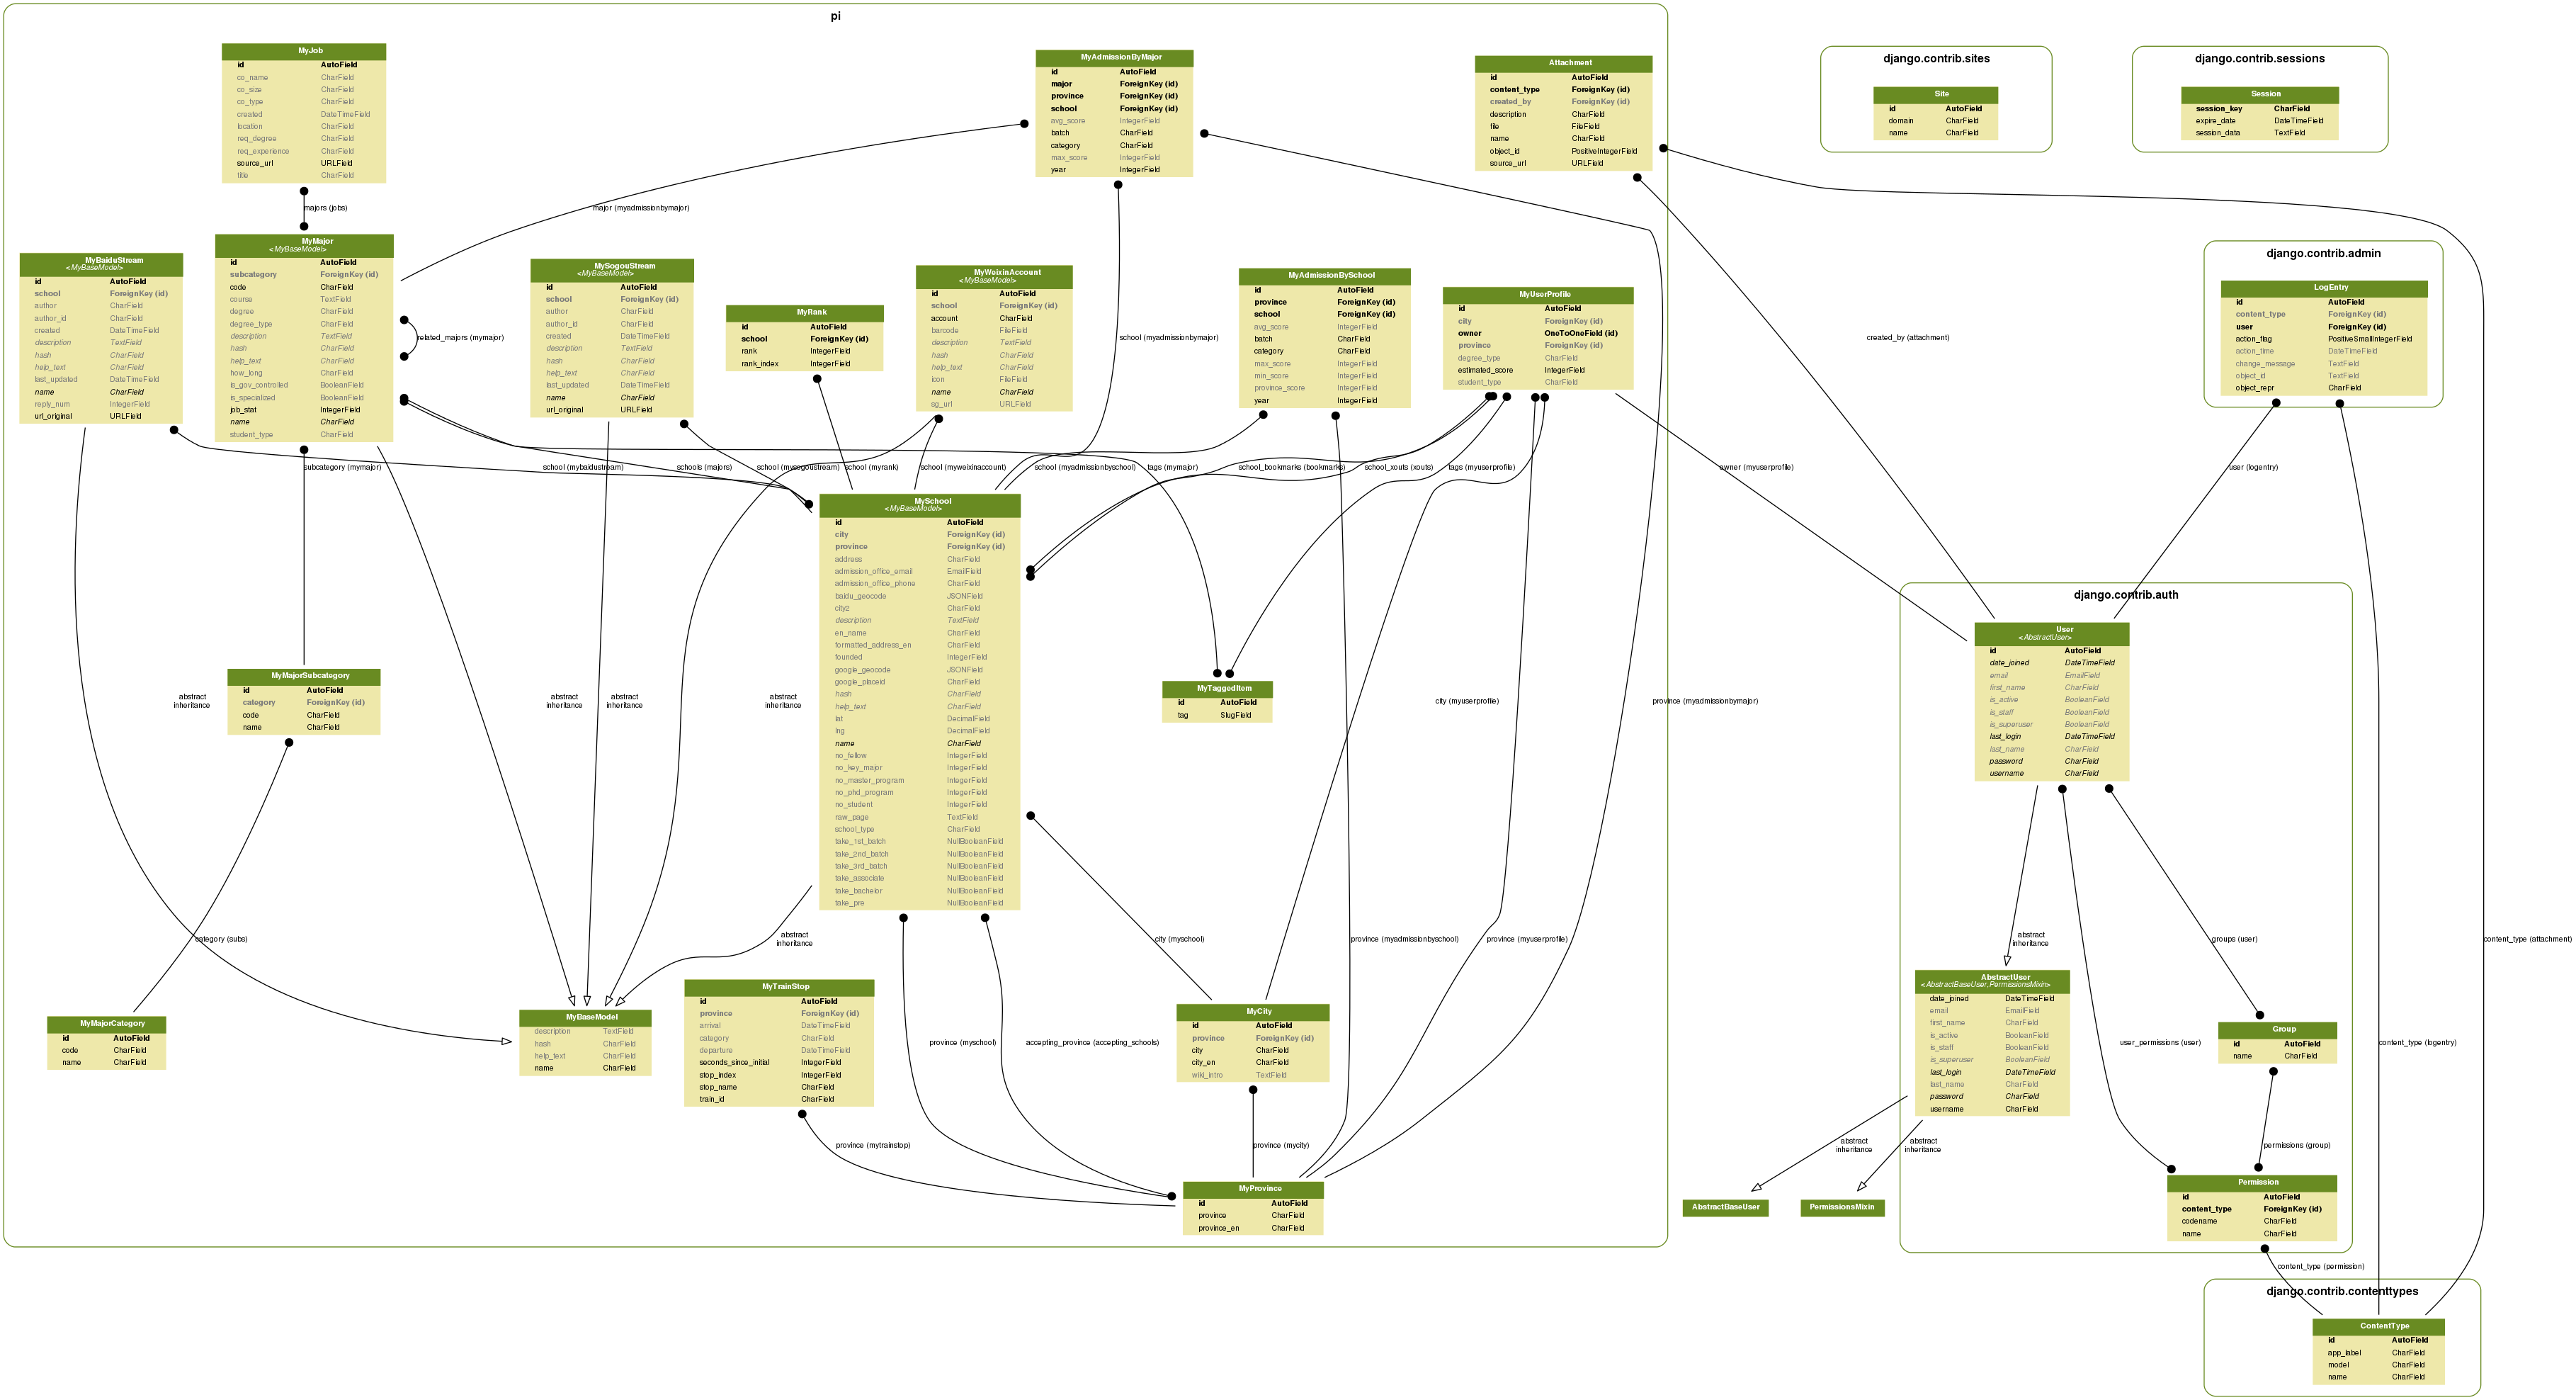 pi
MyJob
id AutoField
co_name CharField
co_size CharField
co_type CharField
created DateTimeField
location CharField
req_degree CharField
req_experience CharField
source_url URLField
title CharField
majors (jobs)
MyAdmissionByMajor
id AutoField
major ForeignKey (id)
province ForeignKey (id)
school ForeignKey (id)
avg_score IntegerField
batch CharField
category CharField
max_score IntegerField
year IntegerField
Attachment
id AutoField
content_type ForeignKey (id)
created_by ForeignKey (id)
description CharField
file FileField
name CharField
object_id PositiveIntegerField
source_url URLField
django.contrib.sites
Site
id AutoField
domain CharField
name CharField
django.contrib.sessions
Session
session_key CharField
expire_date DateTimeField
session_data TextField
major (myadmissionbymajor)
MyBaiduStream
<MyBaseModel>
id AutoField
school ForeignKey (id)
author CharField
author_id CharField
created DateTimeField
description TextField
hash CharField
help_text CharField
last_updated DateTimeField
name CharField
reply_num IntegerField
url_original URLField
MyMajor
<MyBaseModel>
id AutoField
subcategory ForeignKey (id)
code CharField
course TextField
degree CharField
degree_type CharField
description TextField
hash CharField
help_text CharField
how_long CharField
is_gov_controlled BooleanField
is_specialized BooleanField
job_stat IntegerField
name CharField
student_type CharField
related_majors (mymajor)
MySogouStream
<MyBaseModel>
id AutoField
school ForeignKey (id)
author CharField
author_id CharField
created DateTimeField
description TextField
hash CharField
help_text CharField
last_updated DateTimeField
name CharField
url_original URLField
MyRank
id AutoField
school ForeignKey (id)
rank IntegerField
rank_index IntegerField
MyWeixinAccount
<MyBaseModel>
id AutoField
school ForeignKey (id)
account CharField
barcode FileField
description TextField
hash CharField
help_text CharField
icon FileField
name CharField
sg_url URLField
school (myadmissionbymajor)
MyAdmissionBySchool
id AutoField
province ForeignKey (id)
school ForeignKey (id)
avg_score IntegerField
batch CharField
category CharField
max_score IntegerField
min_score IntegerField
province_score IntegerField
year IntegerField
MyUserProfile
id AutoField
city ForeignKey (id)
owner OneToOneField (id)
province ForeignKey (id)
degree_type CharField
estimated_score IntegerField
student_type CharField
created_by (attachment)
django.contrib.admin
LogEntry
id AutoField
content_type ForeignKey (id)
user ForeignKey (id)
action_flag PositiveSmallIntegerField
action_time DateTimeField
change_message TextField
object_id TextField
object_repr CharField
subcategory (mymajor)
school (mybaidustream)
schools (majors)
school (mysogoustream)
school (myrank)
school (myweixinaccount)
school (myadmissionbyschool)
tags (mymajor)
school_bookmarks (bookmarks)
school_xouts (xouts)
tags (myuserprofile)
owner (myuserprofile)
user (logentry)
MySchool
<MyBaseModel>
id AutoField
city ForeignKey (id)
province ForeignKey (id)
address CharField
admission_office_email EmailField
admission_office_phone CharField
baidu_geocode JSONField
city2 CharField
description TextField
en_name CharField
formatted_address_en CharField
founded IntegerField
google_geocode JSONField
google_placeid CharField
hash CharField
help_text CharField
lat DecimalField
lng DecimalField
name CharField
no_fellow IntegerField
no_key_major IntegerField
no_master_program IntegerField
no_phd_program IntegerField
no_student IntegerField
raw_page TextField
school_type CharField
take_1st_batch NullBooleanField
take_2nd_batch NullBooleanField
take_3rd_batch NullBooleanField
take_associate NullBooleanField
take_bachelor NullBooleanField
take_pre NullBooleanField
MyMajorSubcategory
id AutoField
category ForeignKey (id)
code CharField
name CharField
abstract
inheritance
abstract
inheritance
abstract
inheritance
abstract
inheritance
MyTaggedItem
id AutoField
tag SlugField
city (myuserprofile)
province (myadmissionbymajor)
django.contrib.auth
User
<AbstractUser>
id AutoField
date_joined DateTimeField
email EmailField
first_name CharField
is_active BooleanField
is_staff BooleanField
is_superuser BooleanField
last_login DateTimeField
last_name CharField
password CharField
username CharField
category (subs)
abstract
inheritance
city (myschool)
province (myadmissionbyschool)
province (myuserprofile)
abstract
inheritance
groups (user)
content_type (attachment)
MyMajorCategory
id AutoField
code CharField
name CharField
MyBaseModel
description TextField
hash CharField
help_text CharField
name CharField
MyTrainStop
id AutoField
province ForeignKey (id)
arrival DateTimeField
category CharField
departure DateTimeField
seconds_since_initial IntegerField
stop_index IntegerField
stop_name CharField
train_id CharField
province (myschool)
accepting_province (accepting_schools)
MyCity
id AutoField
province ForeignKey (id)
city CharField
city_en CharField
wiki_intro TextField
AbstractUser
<AbstractBaseUser,PermissionsMixin>
date_joined DateTimeField
email EmailField
first_name CharField
is_active BooleanField
is_staff BooleanField
is_superuser BooleanField
last_login DateTimeField
last_name CharField
password CharField
username CharField
user_permissions (user)
Group
id AutoField
name CharField
content_type (logentry)
province (mytrainstop)
province (mycity)
abstract
inheritance
abstract
inheritance
permissions (group)
MyProvince
id AutoField
province CharField
province_en CharField
AbstractBaseUser
PermissionsMixin
Permission
id AutoField
content_type ForeignKey (id)
codename CharField
name CharField
content_type (permission)
django.contrib.contenttypes
ContentType
id AutoField
app_label CharField
model CharField
name CharField